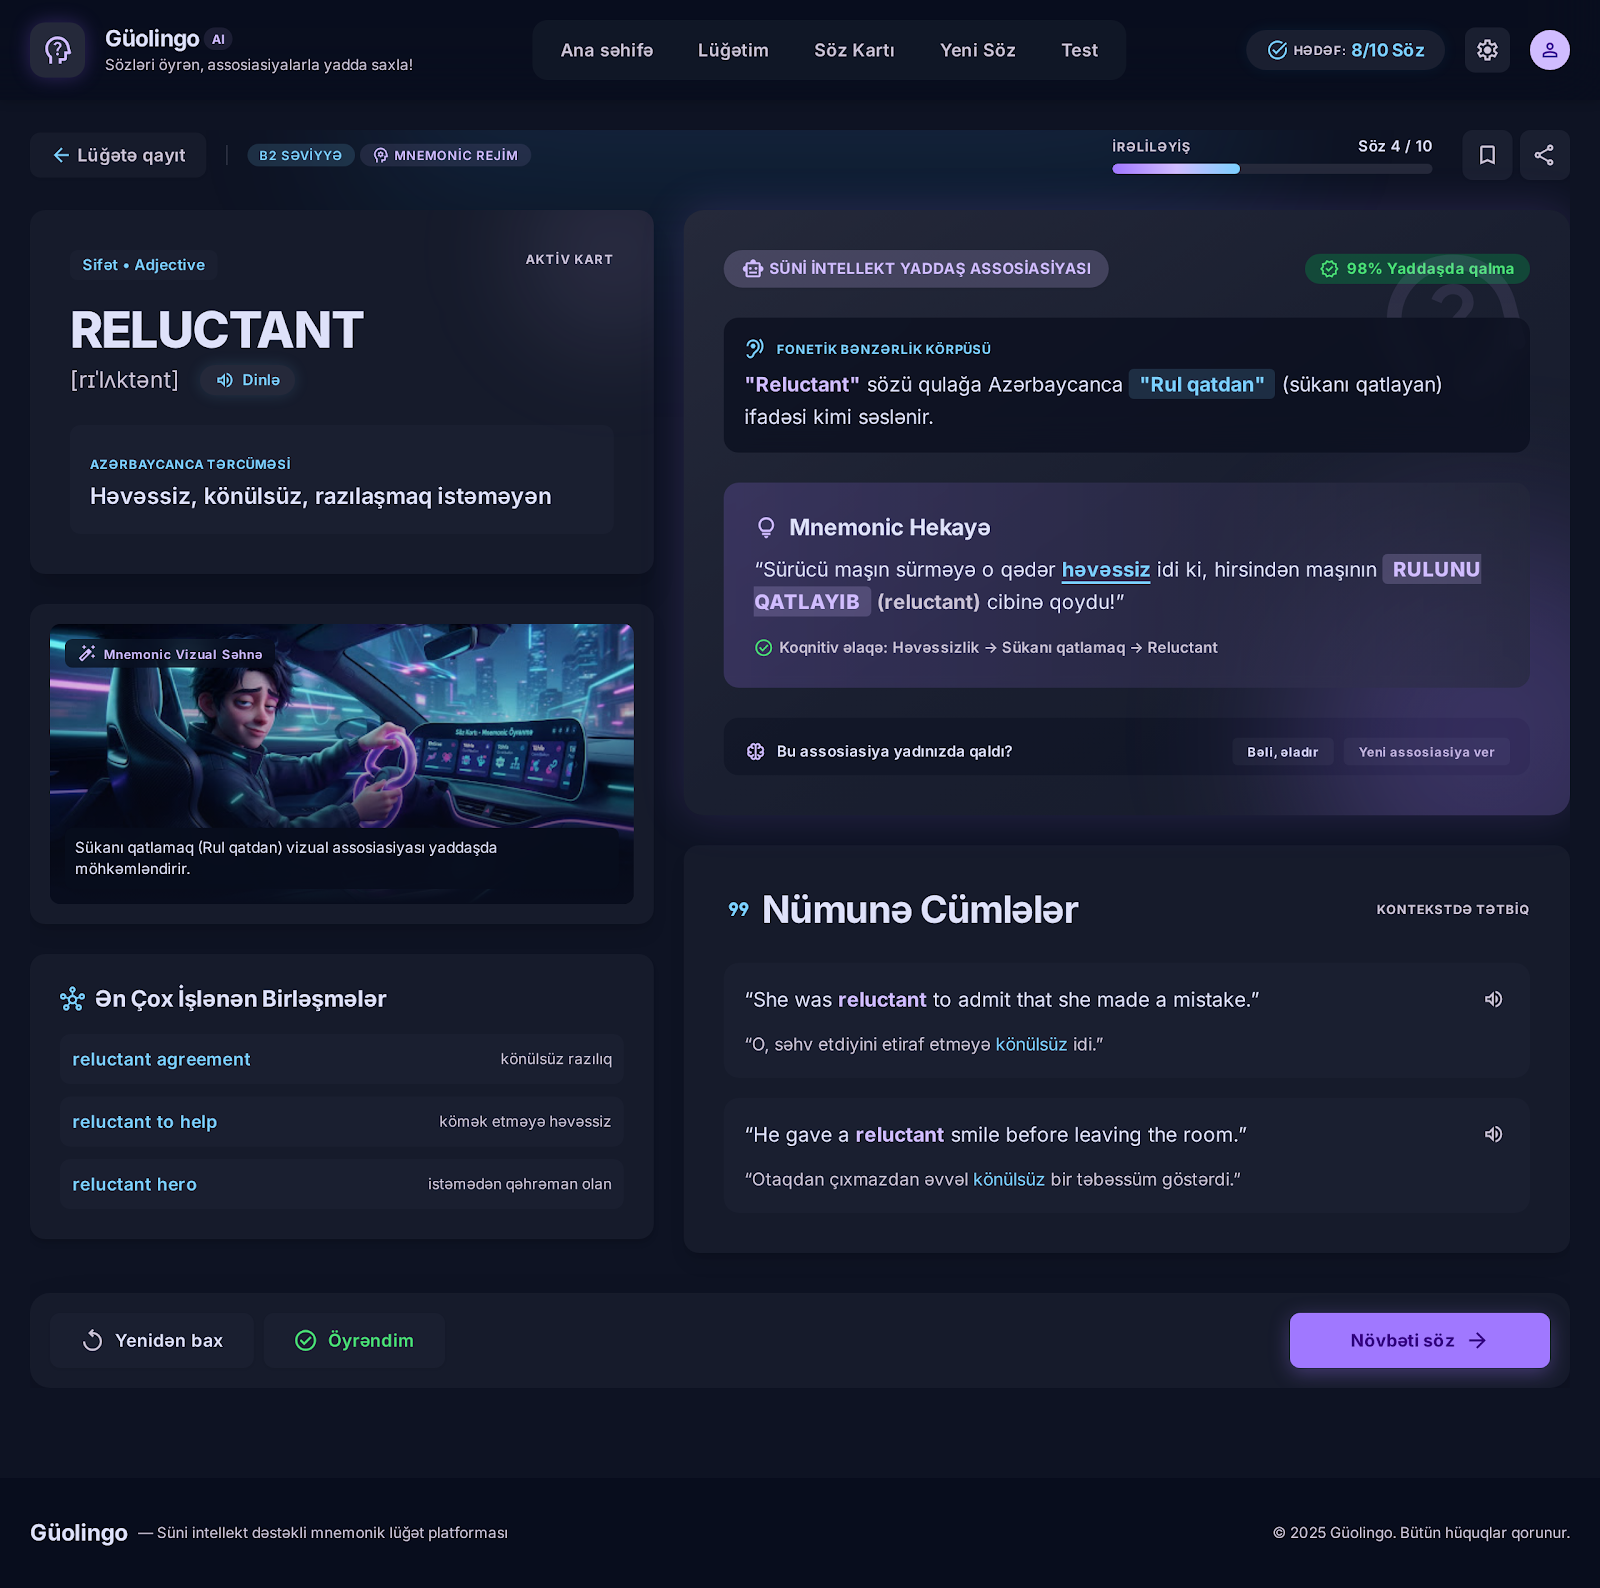 Güolingo AI
Sözləri öyrən, assosiasiyalarla yadda saxla!
Ana səhifə
Lüğətim
Söz Kartı
Yeni Söz
Test
HƏDƏF: 8/10 Söz
Lüğətə qayıt
B2 SƏVİYYƏ
MNEMONİC REJİM
İRƏLİLƏYİŞ
Söz 4 / 10
Sifət • Adjective
AKTİV KART
RELUCTANT
[rɪˈlʌktənt]
Dinlə
AZƏRBAYCANCA TƏRCÜMƏSİ
Həvəssiz, könülsüz, razılaşmaq istəməyən
Mnemonic Vizual Səhnə
Söz Kartı - Mnemonic Öyrənmə
Sükanı qatlamaq (Rul qatdan) vizual assosiasiyası yaddaşda
möhkəmləndirir.
Ən Çox İşlənən Birləşmələr
reluctant agreement
könülsüz razılıq
reluctant to help
kömək etməyə həvəssiz
reluctant hero
istəmədən qəhrəman olan
SÜNİ İNTELLEKT YADDAŞ ASSOSİASİYASI
98% Yaddaşda qalma
FONETİK BƏNZƏRLİK KÖRPÜSÜ
"Reluctant" sözü qulağa Azərbaycanca "Rul qatdan" (sükanı qatlayan)
ifadəsi kimi səslənir.
Mnemonic Hekayə
“Sürücü maşın sürməyə o qədər həvəssiz idi ki, hirsindən maşının RULUNU
QATLAYIB (reluctant) cibinə qoydu!”
Koqnitiv əlaqə: Həvəssizlik → Sükanı qatlamaq → Reluctant
Bu assosiasiya yadınızda qaldı?
Bəli, əladır
Yeni assosiasiya ver
Nümunə Cümlələr
KONTEKSTDƏ TƏTBİQ
“She was reluctant to admit that she made a mistake.”
“O, səhv etdiyini etiraf etməyə könülsüz idi.”
“He gave a reluctant smile before leaving the room.”
“Otaqdan çıxmazdan əvvəl könülsüz bir təbəssüm göstərdi.”
Yenidən bax
Öyrəndim
Növbəti söz
Güolingo — Süni intellekt dəstəkli mnemonik lüğət platforması
© 2025 Güolingo. Bütün hüquqlar qorunur.